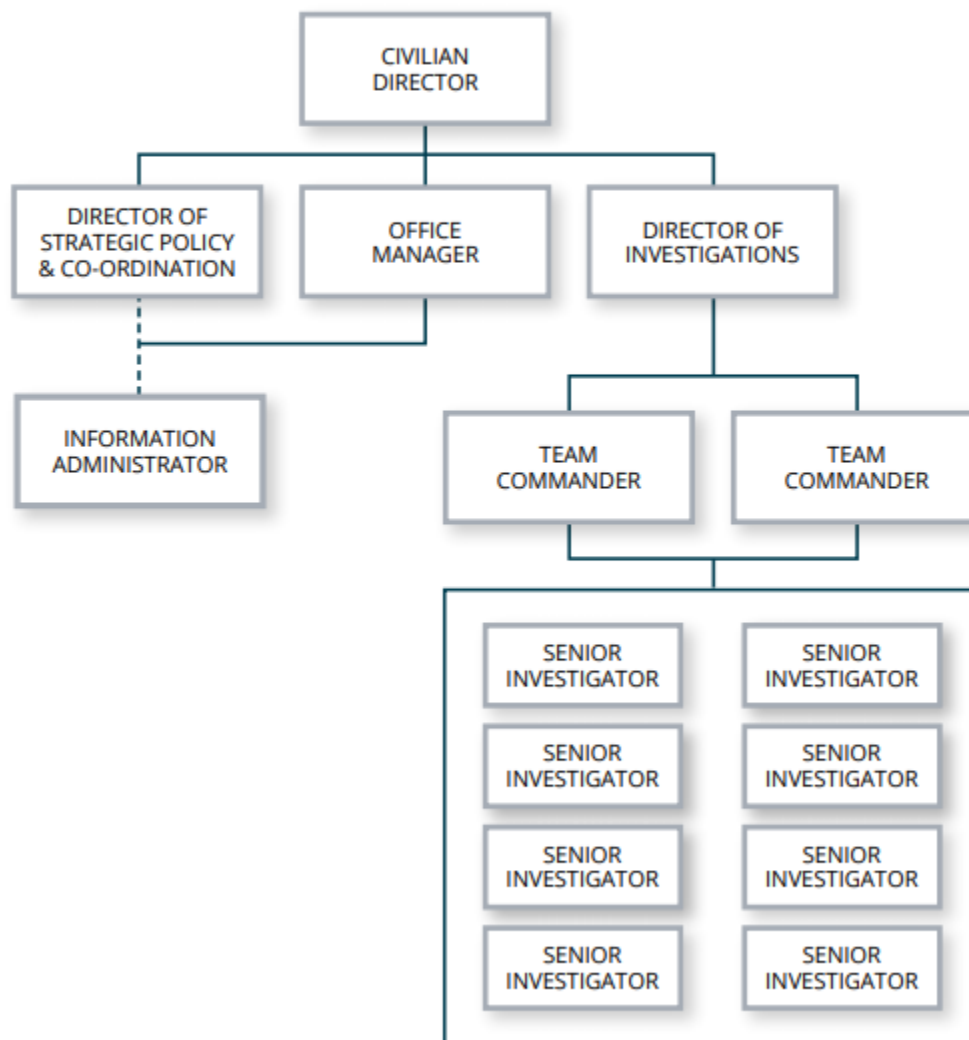 CIVILIAN
DIRECTOR
DIRECTOR OF
STRATEGIC POLICY
& CO-ORDINATION
OFFICE
MANAGER
DIRECTOR OF
INVESTIGATIONS
INFORMATION
ADMINISTRATOR
TEAM
COMMANDER
TEAM
COMMANDER
SENIOR
INVESTIGATOR
SENIOR
INVESTIGATOR
SENIOR
INVESTIGATOR
SENIOR
INVESTIGATOR
SENIOR
INVESTIGATOR
SENIOR
INVESTIGATOR
SENIOR
INVESTIGATOR
SENIOR
INVESTIGATOR